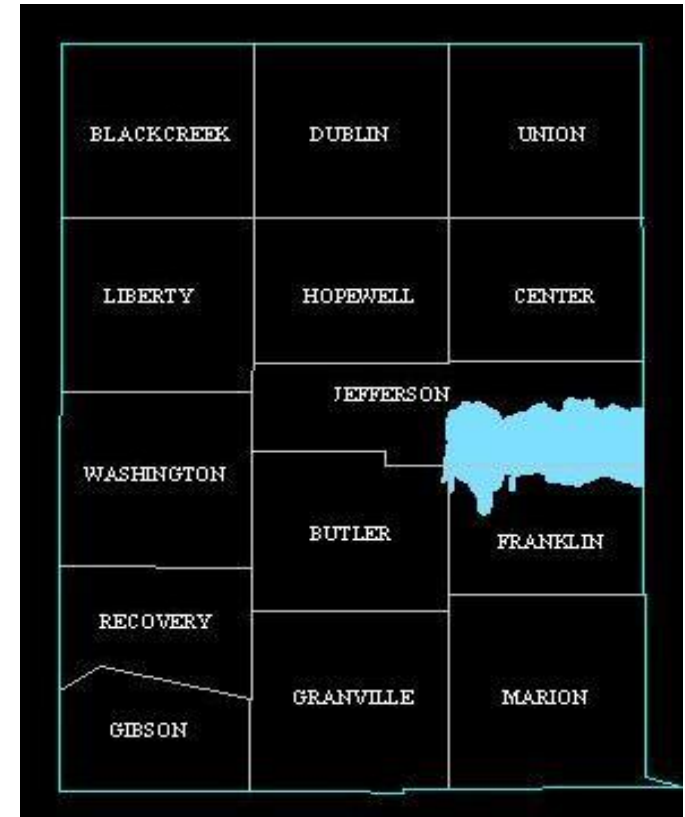 BLACKCREEK DUBLIN UNION
LIBERTY HOPEWELL CENTER
JEFFERSON
WASHINGTON
BUTLER FRANKLIN
RECOVERY
GRANVILLE MARION
GIBSON